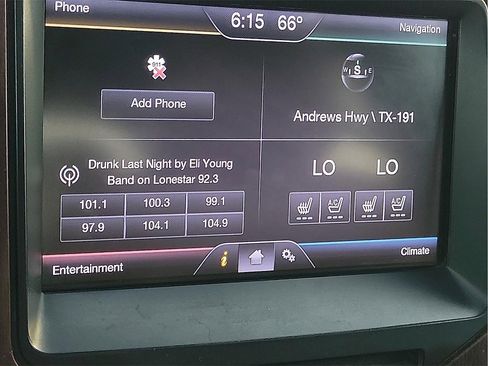 Phone
6:15 66°
Navigation
911
W S E
Add Phone
Andrews Hwy \ TX-191
Drunk Last Night by Eli Young
Band on Lonestar 92.3
LO LO
101.1 100.3 99.1
97.9 104.1 104.9
A/C A/C
Entertainment
i
Climate